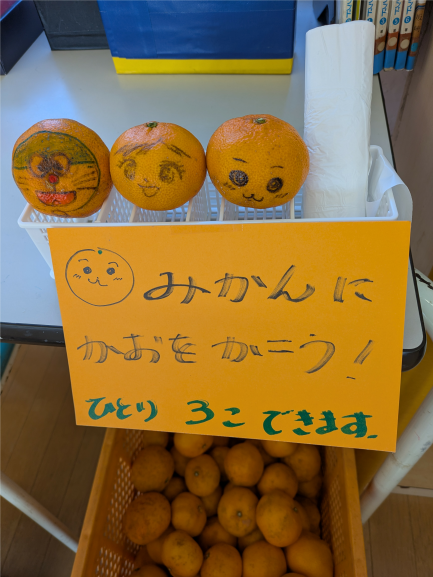 みかんに
かおを かこう!
ひとり 3こ できます.